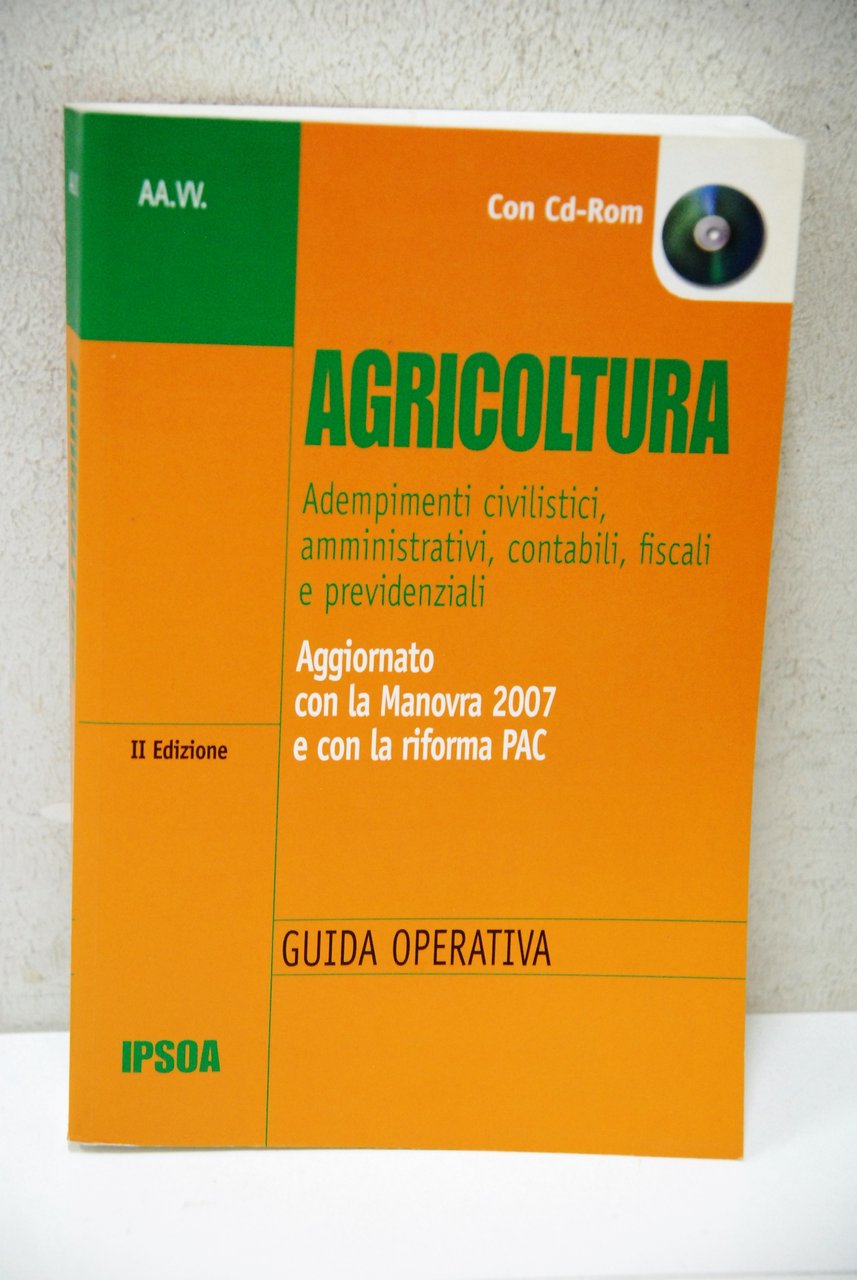 AA.VV.
Con Cd-Rom
AGRICOLTURA
Adempimenti civilistici,
amministrativi, contabili, fiscali
e previdenziali
Aggiornato
con la Manovra 2007
e con la riforma PAC
II Edizione
GUIDA OPERATIVA
IPSOA